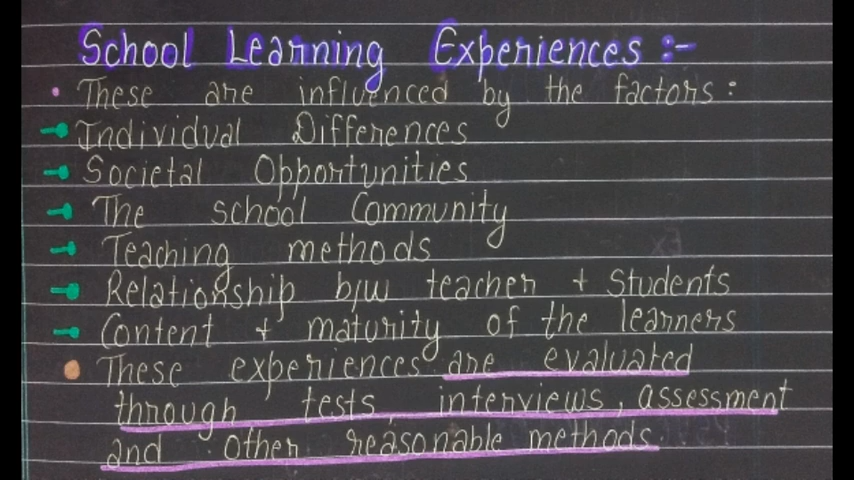 School Learning Experiences :-
• These are influenced by the factors :
Individual Differences
Societal Opportunities
The school Community
Teaching methods
Relationship b/w teacher + Students
Content + maturity of the learners
These experiences are evaluated
through tests, interviews, assessment
and other reasonable methods.